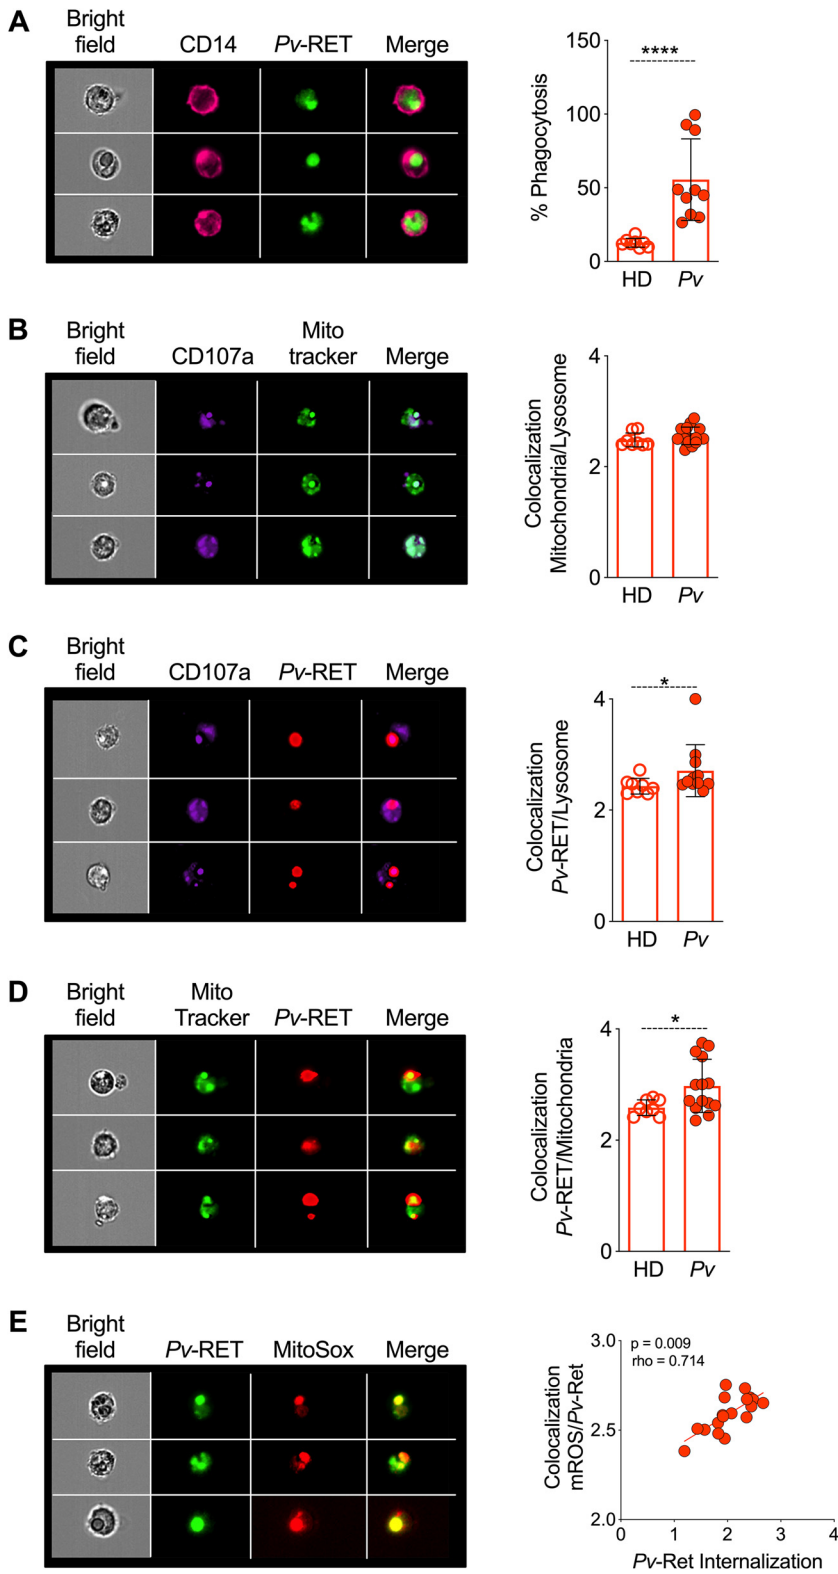 A
Bright
field
CD14
Pv-RET
Merge
% Phagocytosis
150
100
50
0
****
HD
Pv
B
Bright
field
CD107a
Mito
tracker
Merge
Colocalization
Mitochondria/Lysosome
4
2
0
HD
Pv
C
Bright
field
CD107a
Pv-RET
Merge
Colocalization
Pv-RET/Lysosome
4
2
0
*
HD
Pv
D
Bright
field
Mito
Tracker
Pv-RET
Merge
Colocalization
Pv-RET/Mitochondria
4
2
0
*
HD
Pv
E
Bright
field
Pv-RET
MitoSox
Merge
Colocalization
mROS/Pv-Ret
3.0
2.5
2.0
p = 0.009
rho = 0.714
0
1
2
3
4
Pv-Ret Internalization